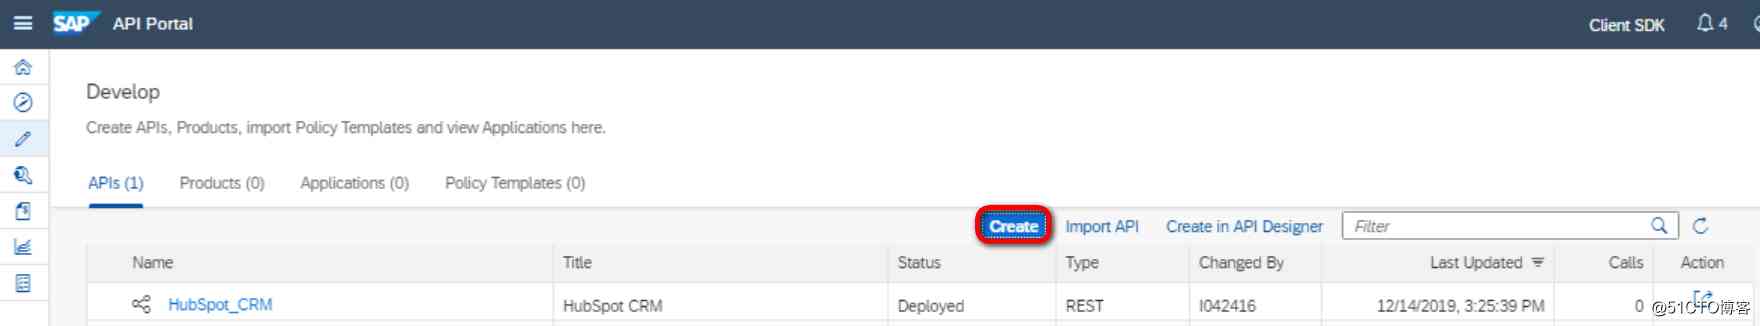 SAP API Portal Client SDK 4
Develop
Create APIs, Products, import Policy Templates and view Applications here.
APIs (1) Products (0) Applications (0) Policy Templates (0)
Create Import API Create in API Designer Filter
Name Title Status Type Changed By Last Updated Calls Action
HubSpot_CRM HubSpot CRM Deployed REST I042416 12/14/2019, 3:25:39 PM 0
@51CTO博客